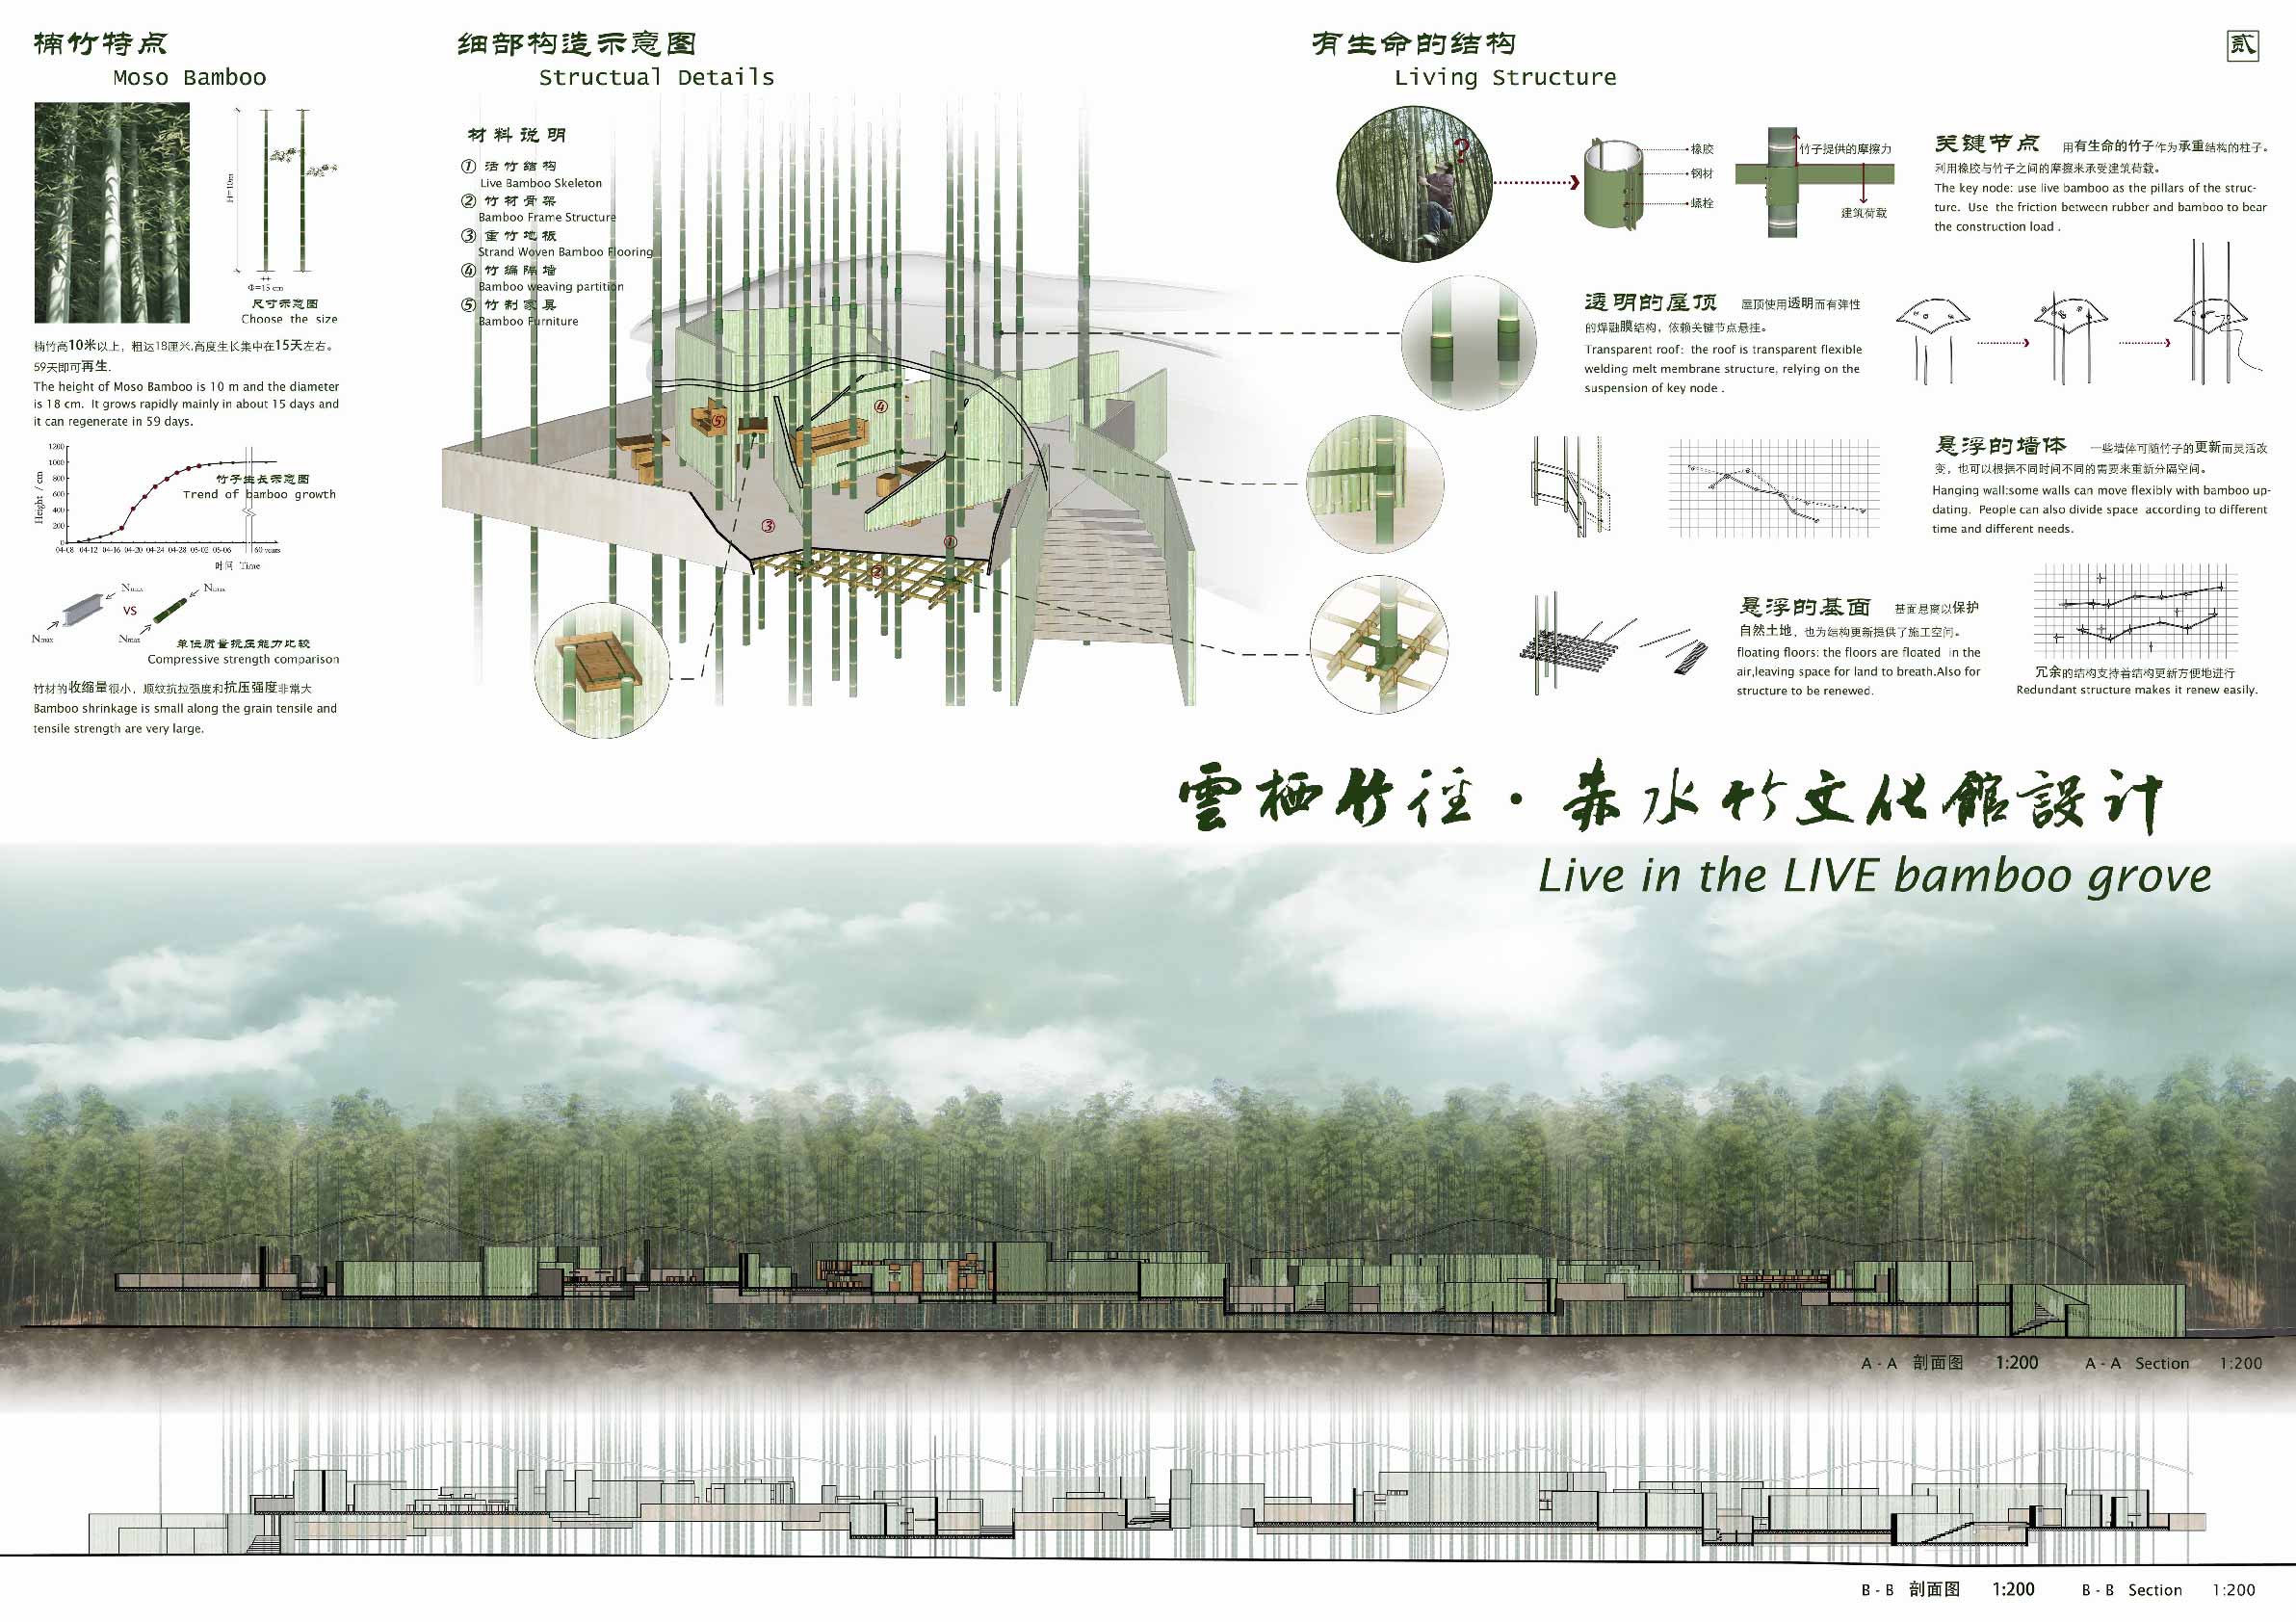 楠竹特点
Moso Bamboo
H=10m
Φ=15 cm
尺寸示意图
Choose the size
楠竹高10米以上，粗达18厘米.高度生长集中在15天左右。
59天即可再生.
The height of Moso Bamboo is 10 m and the diameter
is 18 cm. It grows rapidly mainly in about 15 days and
it can regenerate in 59 days.
1200
1000
800
600
400
200
0
Height / cm
竹子生长示意图
Trend of bamboo growth
04-08 04-12 04-16 04-20 04-24 04-28 05-02 05-06 60 years
时间 Time
Nmax
Nmax
VS
Nmax
Nmax
单位质量抗压能力比较
Compressive strength comparison
竹材的收缩量很小，顺纹抗拉强度和抗压强度非常大
Bamboo shrinkage is small along the grain tensile and
tensile strength are very large.
细部构造示意图
Structual Details
材料说明
① 活竹结构
Live Bamboo Skeleton
② 竹材骨架
Bamboo Frame Structure
③ 重竹地板
Strand Woven Bamboo Flooring
④ 竹编隔墙
Bamboo weaving partition
⑤ 竹制家具
Bamboo Furniture
④
⑤
③
①
②
有生命的结构
Living Structure
贰
?
橡胶
钢材
螺栓
竹子提供的摩擦力
建筑荷载
关键节点 用有生命的竹子作为承重结构的柱子。
利用橡胶与竹子之间的摩擦来承受建筑荷载。
The key node: use live bamboo as the pillars of the struc-
ture. Use the friction between rubber and bamboo to bear
the construction load .
透明的屋顶 屋顶使用透明而有弹性
的焊融膜结构，依赖关键节点悬挂。
Transparent roof: the roof is transparent flexible
welding melt membrane structure, relying on the
suspension of key node .
悬浮的墙体 一些墙体可随竹子的更新而灵活改
变，也可以根据不同时间不同的需要来重新分隔空间。
Hanging wall:some walls can move flexibly with bamboo up-
dating. People can also divide space according to different
time and different needs.
悬浮的基面 基面悬离以保护
自然土地，也为结构更新提供了施工空间。
floating floors: the floors are floated in the
air,leaving space for land to breath.Also for
structure to be renewed.
冗余的结构支持着结构更新方便地进行
Redundant structure makes it renew easily.
雲栖竹径·赤水竹文化館設计
Live in the LIVE bamboo grove
A - A 剖面图 1:200 A - A Section 1:200
B - B 剖面图 1:200 B - B Section 1:200